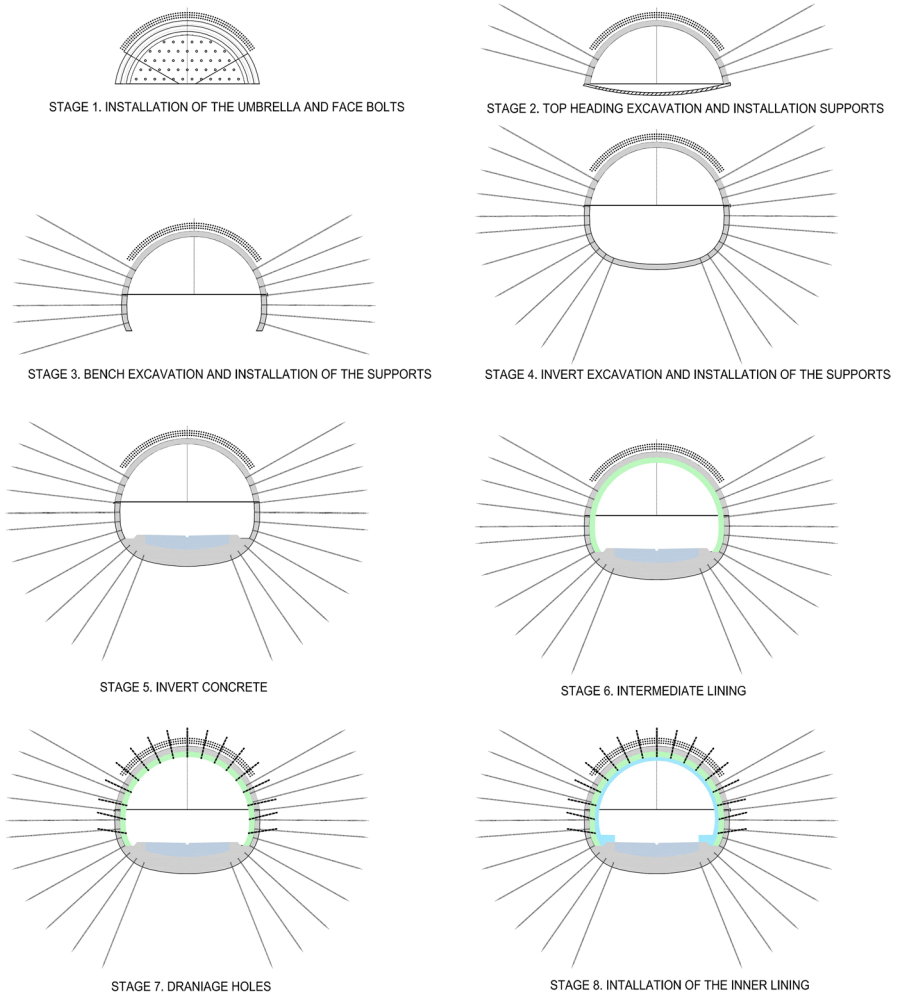 STAGE 1. INSTALLATION OF THE UMBRELLA AND FACE BOLTS
STAGE 2. TOP HEADING EXCAVATION AND INSTALLATION SUPPORTS
STAGE 3. BENCH EXCAVATION AND INSTALLATION OF THE SUPPORTS
STAGE 4. INVERT EXCAVATION AND INSTALLATION OF THE SUPPORTS
STAGE 5. INVERT CONCRETE
STAGE 6. INTERMEDIATE LINING
STAGE 7. DRANIAGE HOLES
STAGE 8. INTALLATION OF THE INNER LINING